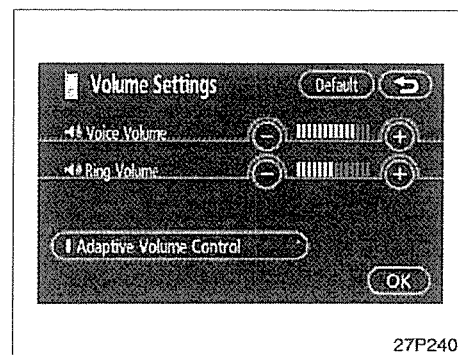 Volume Settings
Default
Voice Volume
Ring Volume
Adaptive Volume Control
OK
27P240